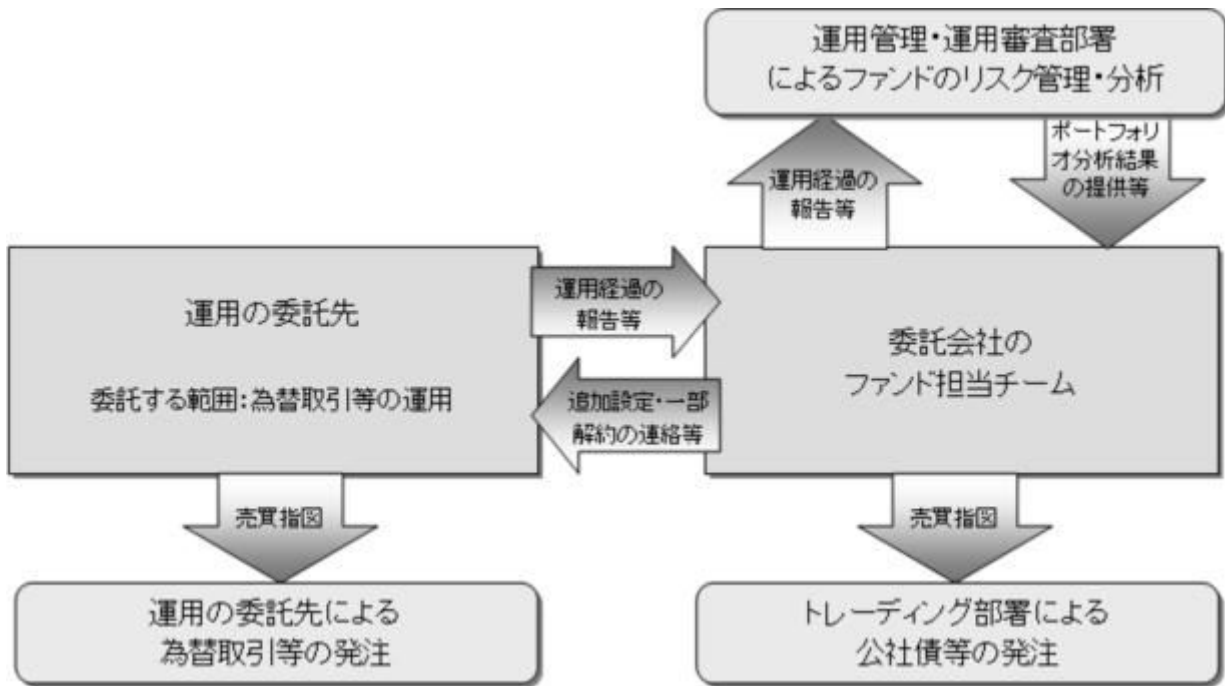 運用管理・運用審査部署
によるファンドのリスク管理・分析
運用経過の
報告等
ポートフォリ
オ分析結果
の提供等
運用の委託先
委託する範囲:為替取引等の運用
運用経過の
報告等
追加設定・一部
解約の連絡等
委託会社の
ファンド担当チーム
売買指図
売買指図
運用の委託先による
為替取引等の発注
トレーディング部署による
公社債等の発注